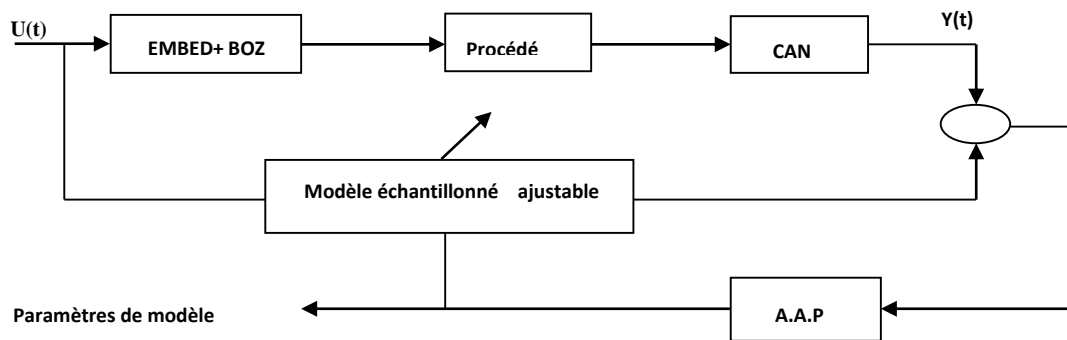 U(t)
Y(t)
EMBED+ BOZ
Procédé
CAN
Modèle échantillonné ajustable
Paramètres de modèle
A.A.P